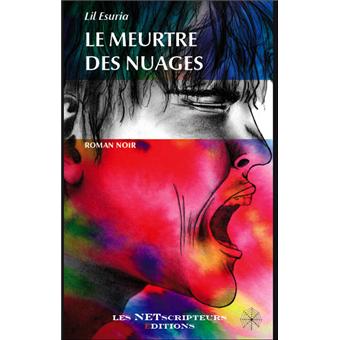 Lil Esuria
LE MEURTRE
DES NUAGES
ROMAN NOIR
LES NETSCRIPTEURS
EDITIONS